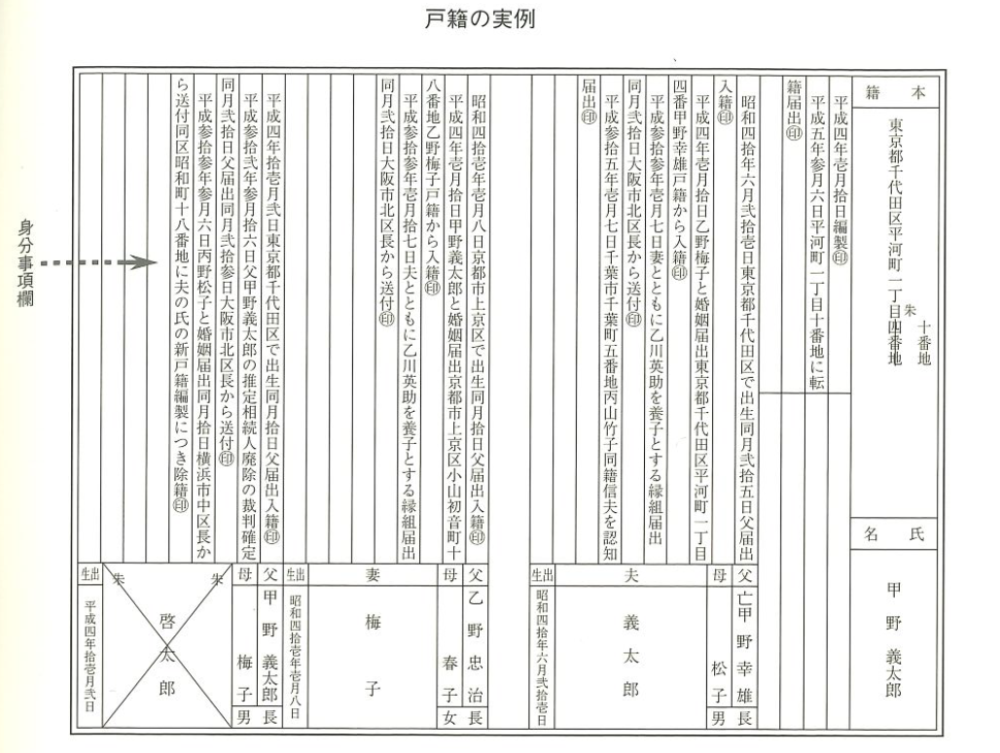 戸籍の実例
本籍
東京都千代田区平河町一丁目四番地
朱
十番地
氏名
甲野義太郎
平成四年壱月拾日編製㊞
平成五年参月六日平河町一丁目十番地に転
籍届出㊞
昭和四拾年六月弐拾壱日東京都千代田区で出生同月弐拾五日父届出
入籍㊞
平成四年壱月拾日乙野梅子と婚姻届出東京都千代田区平河町一丁目
四番甲野幸雄戸籍から入籍㊞
平成参拾参年壱月七日妻とともに乙川英助を養子とする縁組届出
同月弐拾日大阪市北区長から送付㊞
平成参拾五年壱月七日千葉市千葉町五番地丙山竹子同籍信夫を認知
届出㊞
父 亡甲野幸雄
母 松子
長男
夫
義太郎
出生
昭和四拾年六月弐拾壱日
昭和四拾壱年壱月八日京都市上京区で出生同月拾日父届出入籍㊞
平成四年壱月拾日甲野義太郎と婚姻届出京都市上京区小山初音町十
八番地乙野梅子戸籍から入籍㊞
平成参拾参年壱月拾七日夫とともに乙川英助を養子とする縁組届出
同月弐拾日大阪市北区長から送付㊞
父 乙野忠治
母 春子
長女
妻
梅子
出生
昭和四拾壱年壱月八日
平成四年拾壱月弐日東京都千代田区で出生同月拾日父届出入籍㊞
平成参拾弐年参月拾六日父甲野義太郎の推定相続人廃除の裁判確定
同月弐拾日父届出同月弐拾参日大阪市北区長から送付㊞
平成参拾参年参月六日丙野松子と婚姻届出同月拾日横浜市中区長か
ら送付同区昭和町十八番地に夫の氏の新戸籍編製につき除籍㊞
父 甲野義太郎
母 梅子
長男
朱
朱
啓太郎
出生
平成四年拾壱月弐日
身分事項欄